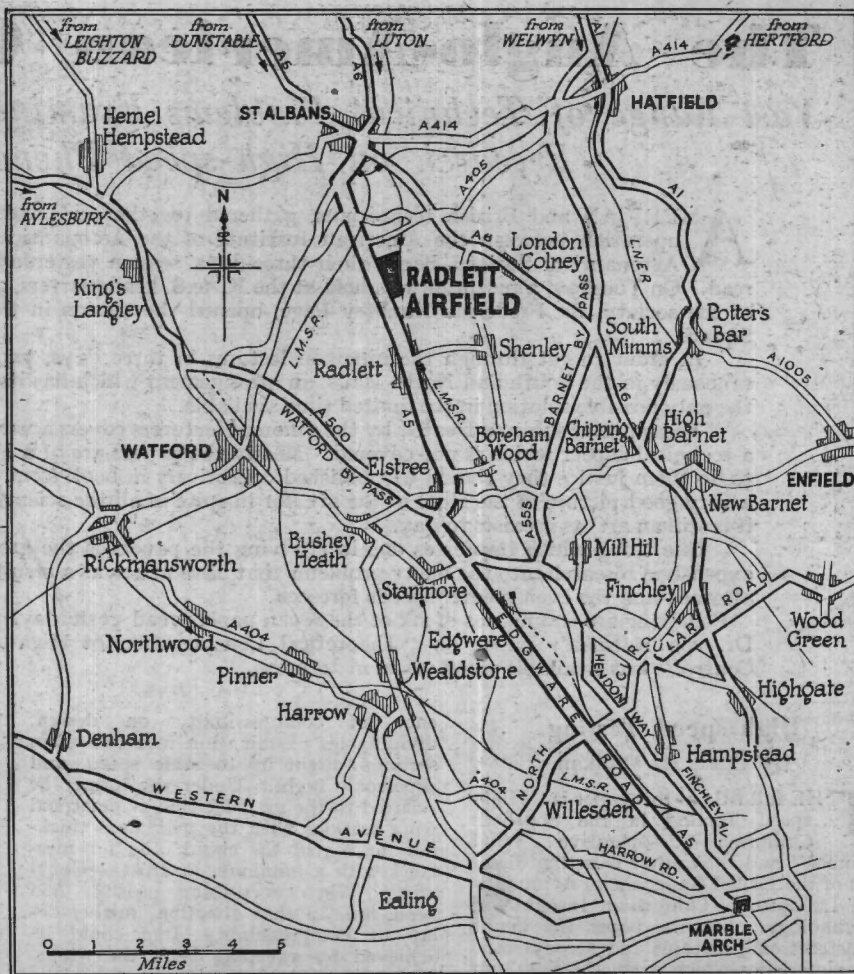 from
LEIGHTON
BUZZARD
from
DUNSTABLE
A5
from
LUTON
A6
from
WELWYN
A1
A414
from
HERTFORD
Hemel
Hempstead
ST ALBANS
A414
HATFIELD
A405
from
AYLESBURY
N
A6
London
Colney
L.N.E.R
A1
King's
Langley
RADLETT
AIRFIELD
L.M.S.R.
BARNET BY PASS
South
Mimms
Potter's
Bar
Radlett
Shenley
A1005
A500
WATFORD BY PASS
A5
L.M.S.R.
A6
WATFORD
Elstree
Boreham
Wood
Chipping
Barnet
High
Barnet
ENFIELD
A555
New Barnet
Rickmansworth
Bushey
Heath
Mill Hill
Stanmore
Finchley
Northwood
A404
Edgware
CIRCULAR ROAD
Wood
Green
Pinner
Wealdstone
EDGWARE ROAD
HENDON WAY
Harrow
Highgate
Denham
NORTH
Hampstead
WESTERN AVENUE
A404
L.M.S.R.
Willesden
FINCHLEY AV.
A5
HARROW RD.
Ealing
MARBLE
ARCH
0 1 2 3 4 5
Miles